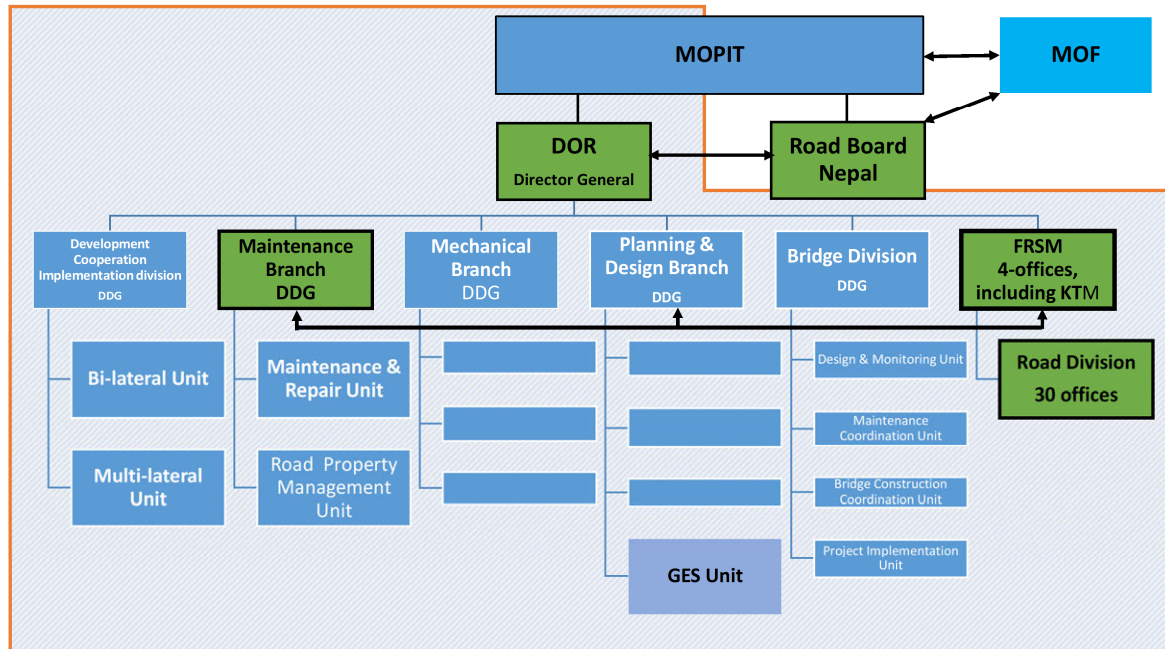 MOPIT
MOF
DOR
Director General
Road Board
Nepal
Development
Cooperation
Implementation division
DDG
Maintenance
Branch
DDG
Mechanical
Branch
DDG
Planning &
Design Branch
DDG
Bridge Division
DDG
FRSM
4-offices,
including KTM
Bi-lateral Unit
Multi-lateral
Unit
Maintenance &
Repair Unit
Road Property
Management
Unit
GES Unit
Design & Monitoring Unit
Maintenance
Coordination Unit
Bridge Construction
Coordination Unit
Project Implementation
Unit
Road Division
30 offices